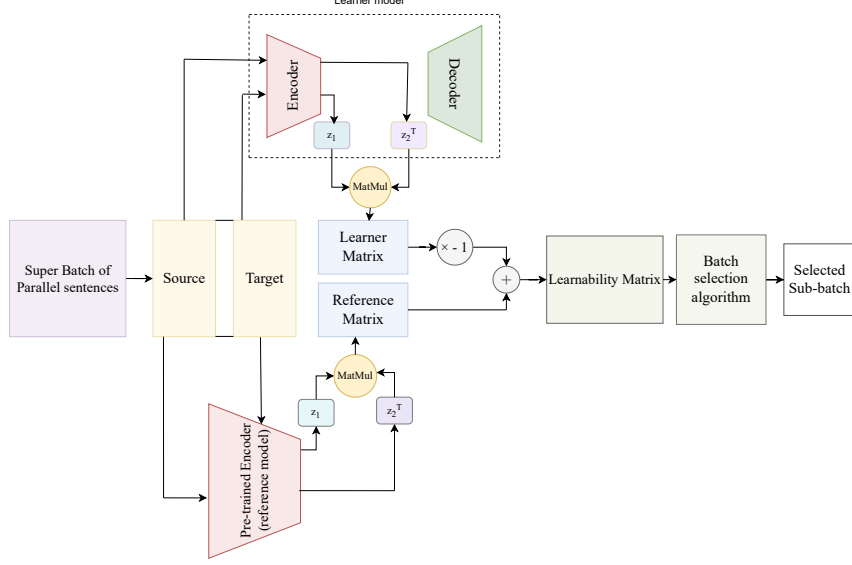 Learner model
Encoder
Decoder
z1
z2T
MatMul
Super Batch of
Parallel sentences
Source
Target
Learner
Matrix
× - 1
Reference
Matrix
+
Learnability Matrix
Batch
selection
algorithm
Selected
Sub-batch
MatMul
z1
z2T
Pre-trained Encoder
(reference model)